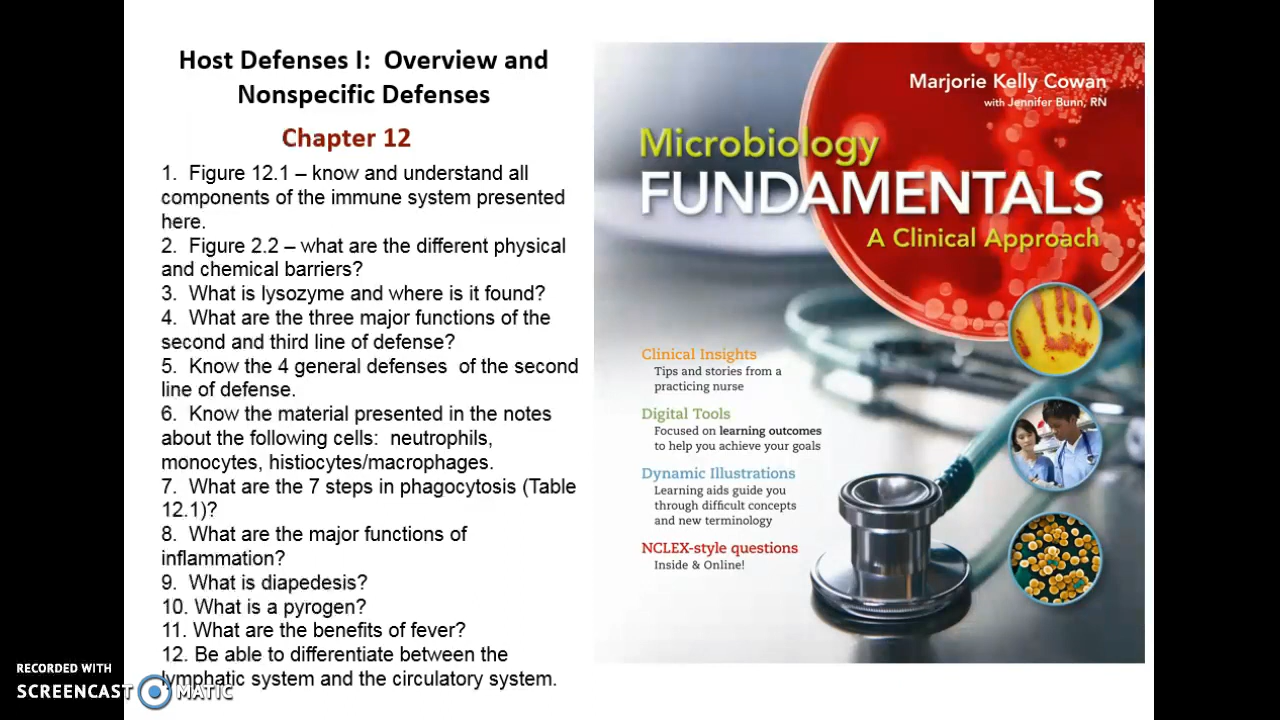 Host Defenses I:  Overview and
Nonspecific Defenses
Chapter 12
1.  Figure 12.1 – know and understand all
components of the immune system presented
here.
2.  Figure 2.2 – what are the different physical
and chemical barriers?
3.  What is lysozyme and where is it found?
4.  What are the three major functions of the
second and third line of defense?
5.  Know the 4 general defenses  of the second
line of defense.
6.  Know the material presented in the notes
about the following cells:  neutrophils,
monocytes, histiocytes/macrophages.
7.  What are the 7 steps in phagocytosis (Table
12.1)?
8.  What are the major functions of
inflammation?
9.  What is diapedesis?
10.  What is a pyrogen?
11.  What are the benefits of fever?
12.  Be able to differentiate between the
lymphatic system and the circulatory system.
Marjorie Kelly Cowan
with Jennifer Bunn, RN
Microbiology
FUNDAMENTALS
A Clinical Approach
Clinical Insights
Tips and stories from a
practicing nurse
Digital Tools
Focused on learning outcomes
to help you achieve your goals
Dynamic Illustrations
Learning aids guide you
through difficult concepts
and new terminology
NCLEX-style questions
Inside & Online!
RECORDED WITH
SCREENCAST MATIC